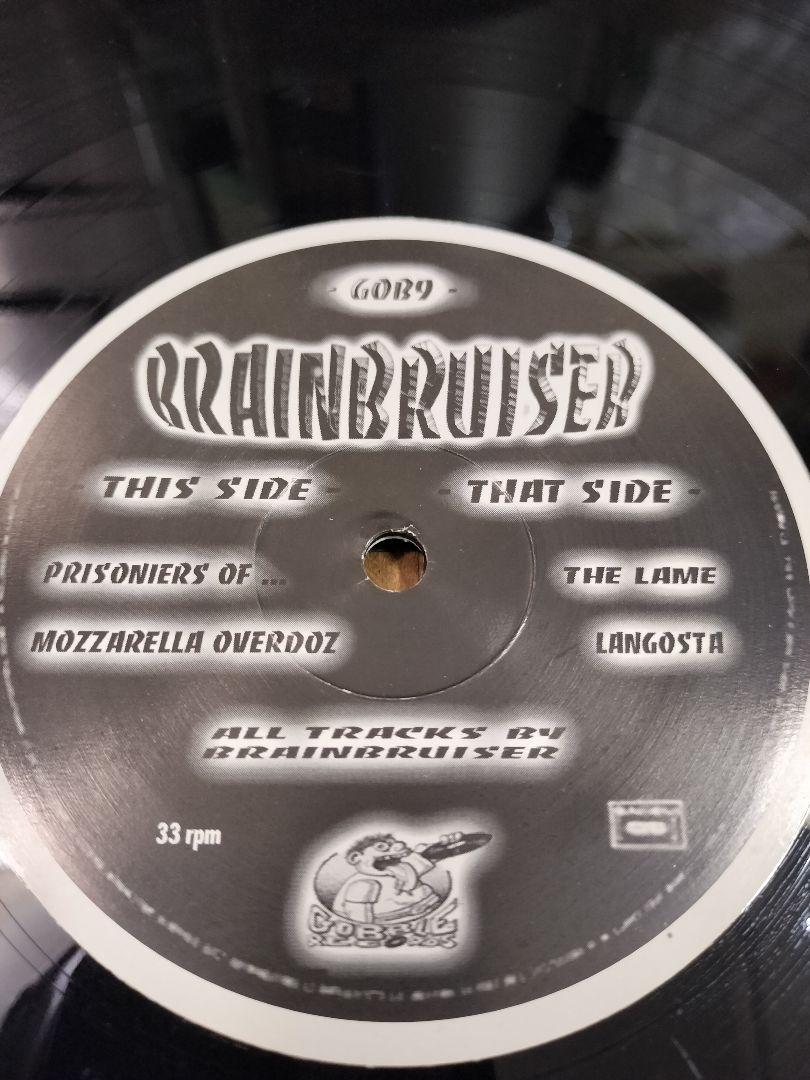 - GOB9 -
BRAINBRUISER
- THIS SIDE -
- THAT SIDE -
PRISONIERS OF ...
THE LAME
MOZZARELLA OVERDOZ
LANGOSTA
ALL TRACKS BY
BRAINBRUISER
33 rpm
GOBBLE
RECORDS